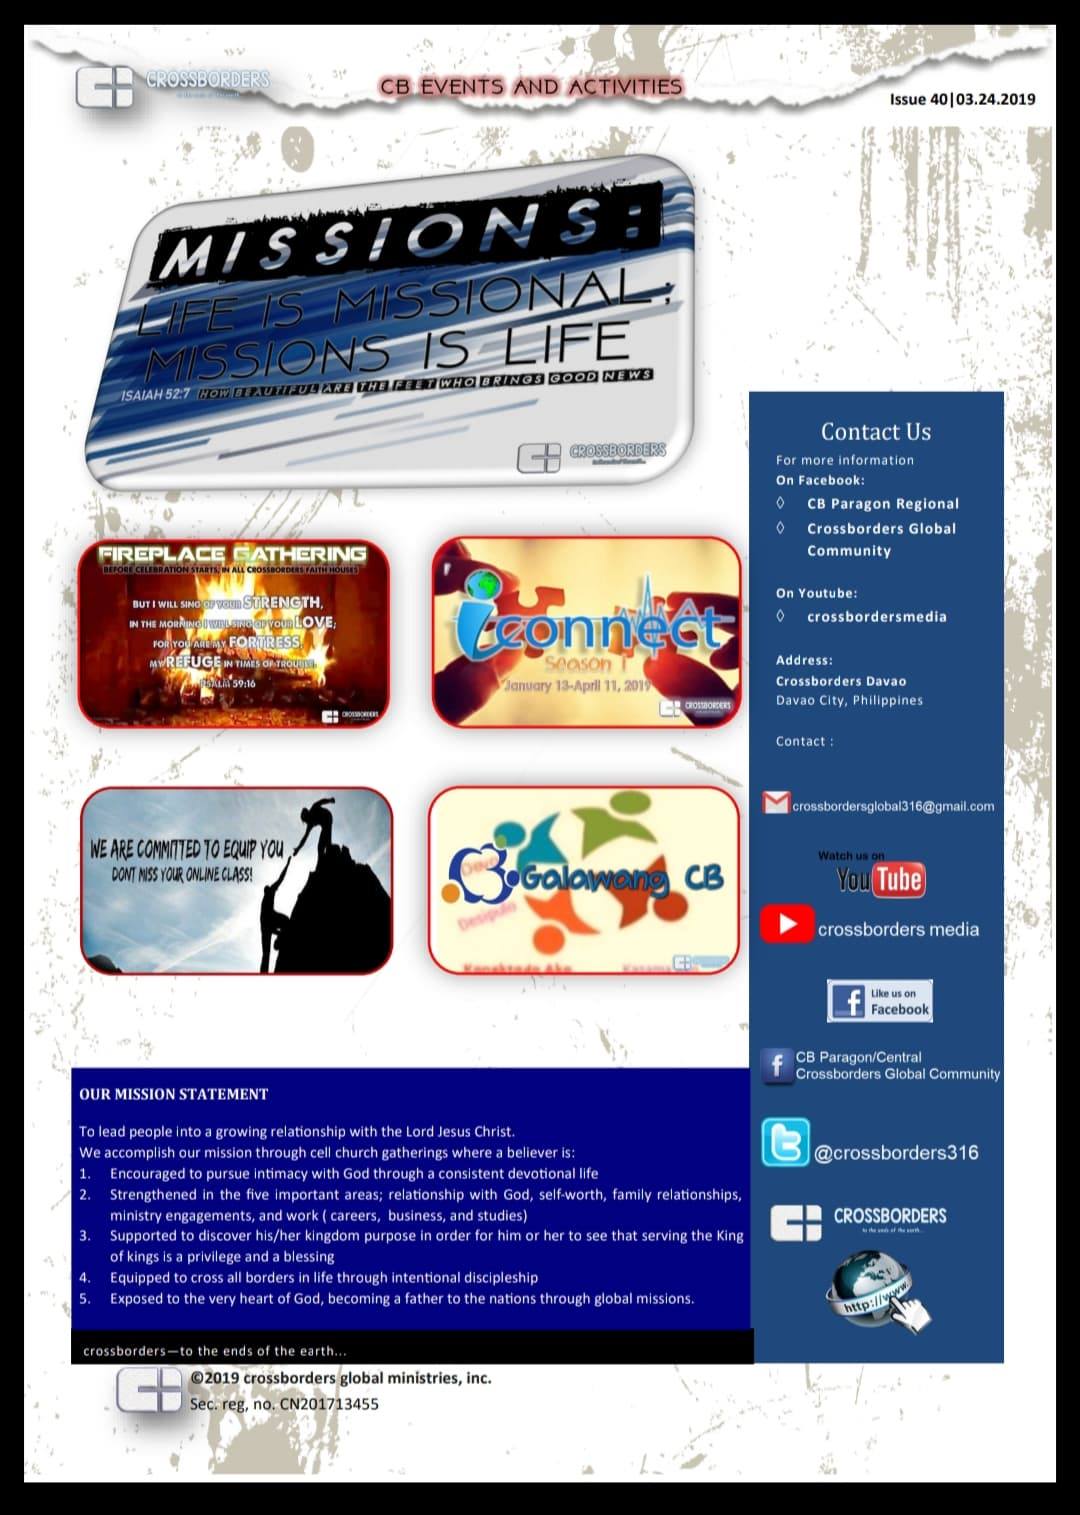 CROSSBORDERS
CB EVENTS AND ACTIVITIES
Issue 40|03.24.2019
MISSIONS:
LIFE IS MISSIONAL;
MISSIONS IS LIFE
ISAIAH 52:7 HOW BEAUTIFUL ARE THE FEET WHO BRINGS GOOD NEWS
CROSSBORDERS
FIREPLACE GATHERING
BEFORE CELEBRATION STARTS, IN ALL CROSSBORDERS FAITH HOUSES
BUT I WILL SING OF YOUR STRENGTH,
IN THE MORNING I WILL SING OF YOUR LOVE;
FOR YOU ARE MY FORTRESS,
MY REFUGE IN TIMES OF TROUBLE.
PSALM 59:16
CROSSBORDERS
iconnect
Season 1
January 13-April 11, 2019
CROSSBORDERS
WE ARE COMMITTED TO EQUIP YOU
DONT MISS YOUR ONLINE CLASS!
Galawang CB
Contact Us
For more information
On Facebook:
◊ CB Paragon Regional
◊ Crossborders Global
Community
On Youtube:
◊ crossbordersmedia
Address:
Crossborders Davao
Davao City, Philippines
Contact :
crossbordersglobal316@gmail.com
Watch us on
YouTube
crossborders media
Like us on
Facebook
CB Paragon/Central
Crossborders Global Community
@crossborders316
CROSSBORDERS
to the ends of the earth...
http://www.
OUR MISSION STATEMENT
To lead people into a growing relationship with the Lord Jesus Christ.
We accomplish our mission through cell church gatherings where a believer is:
1. Encouraged to pursue intimacy with God through a consistent devotional life
2. Strengthened in the five important areas; relationship with God, self-worth, family relationships,
ministry engagements, and work ( careers, business, and studies)
3. Supported to discover his/her kingdom purpose in order for him or her to see that serving the King
of kings is a privilege and a blessing
4. Equipped to cross all borders in life through intentional discipleship
5. Exposed to the very heart of God, becoming a father to the nations through global missions.
crossborders—to the ends of the earth...
©2019 crossborders global ministries, inc.
Sec. reg, no. CN201713455